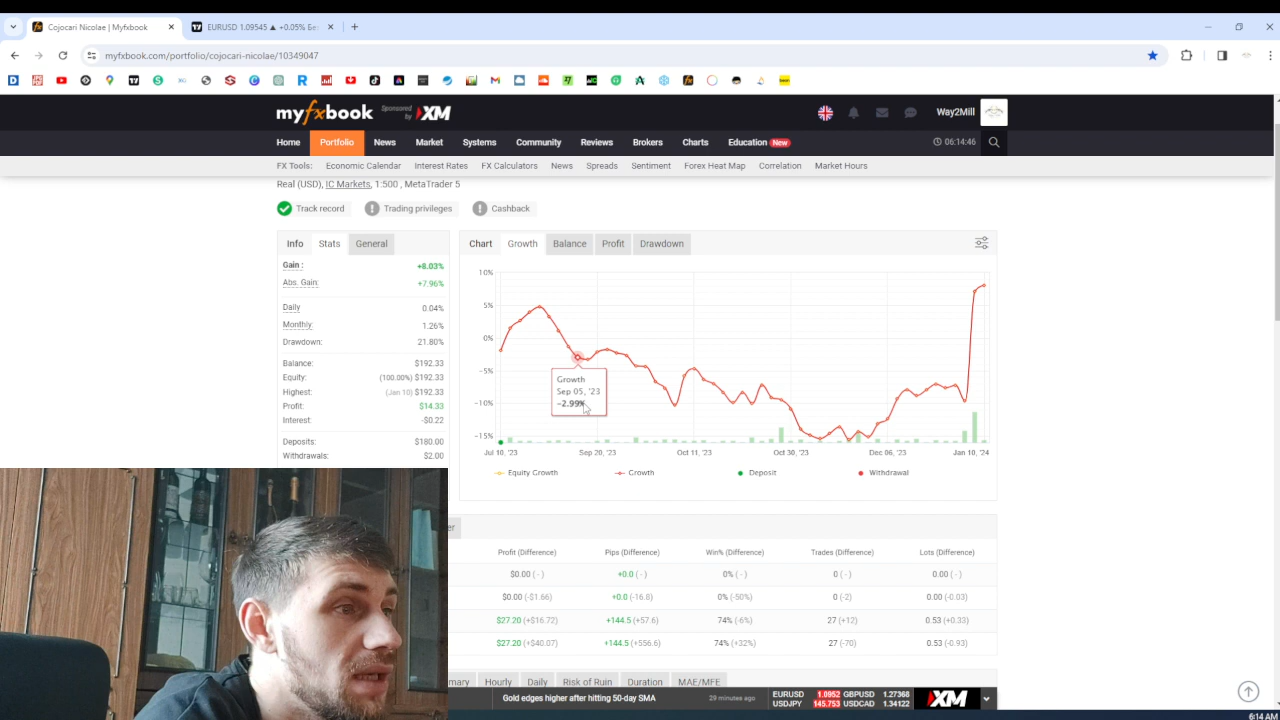 Cojocari Nicolae | Myfxbook
EURUSD 1.09545 ▲ +0.05% Без
myfxbook.com/portfolio/cojocari-nicolae/10349047
myfxbook Sponsored by XM
Way2Mill
Home Portfolio News Market Systems Community Reviews Brokers Charts Education New 06:14:46
FX Tools: Economic Calendar Interest Rates FX Calculators News Spreads Sentiment Forex Heat Map Correlation Market Hours
Real (USD), IC Markets, 1:500 , MetaTrader 5
Track record Trading privileges Cashback
Info Stats General
Gain : +8.03%
Abs. Gain: +7.96%
Daily 0.04%
Monthly: 1.26%
Drawdown: 21.80%
Balance: $192.33
Equity: (100.00%) $192.33
Highest: (Jan 10) $192.33
Profit: $14.33
Interest: -$0.22
Deposits: $180.00
Withdrawals: $2.00
Chart Growth Balance Profit Drawdown
10%
5%
0%
-5%
-10%
-15%
Growth
Sep 05, '23
-2.99%
Jul 10, '23 Sep 20, '23 Oct 11, '23 Oct 30, '23 Dec 06, '23 Jan 10, '24
Equity Growth Growth Deposit Withdrawal
er
Profit (Difference) Pips (Difference) Win% (Difference) Trades (Difference) Lots (Difference)
$0.00 ( - ) +0.0 ( - ) 0% ( - ) 0 ( - ) 0.00 ( - )
$0.00 (-$1.66) +0.0 (-16.8) 0% (-50%) 0 (-2) 0.00 (-0.03)
$27.20 (+$16.72) +144.5 (+57.6) 74% (-6%) 27 (+12) 0.53 (+0.33)
$27.20 (+$40.07) +144.5 (+556.6) 74% (+32%) 27 (-70) 0.53 (-0.93)
mary Hourly Daily Risk of Ruin Duration MAE/MFE
Gold edges higher after hitting 50-day SMA 29 minutes ago
EURUSD 1.0952 GBPUSD 1.27368
USDJPY 145.753 USDCAD 1.34122
XM
6:14 AM